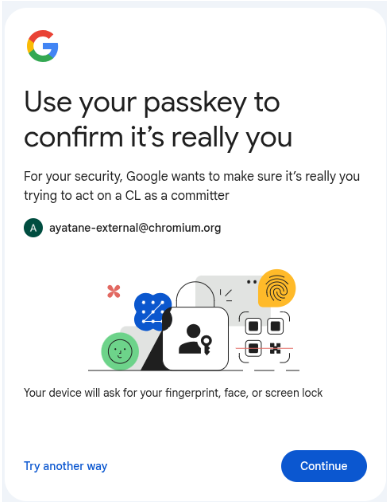 Use your passkey to
confirm it's really you
For your security, Google wants to make sure it's really you
trying to act on a CL as a committer
A ayatane-external@chromium.org
Your device will ask for your fingerprint, face, or screen lock
Try another way Continue